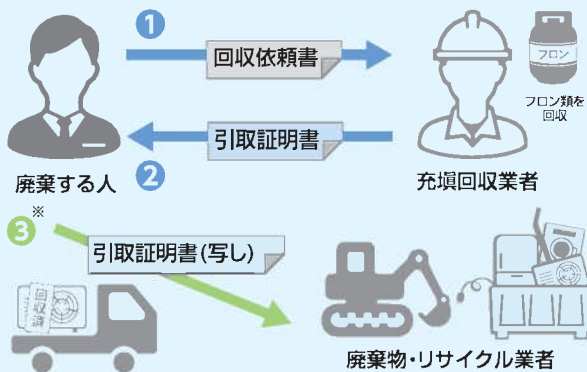 1
回収依頼書
フロン
フロン類を
回収
引取証明書
2
廃棄する人
充塡回収業者
3
※
引取証明書(写し)
回収済
廃棄物・リサイクル業者